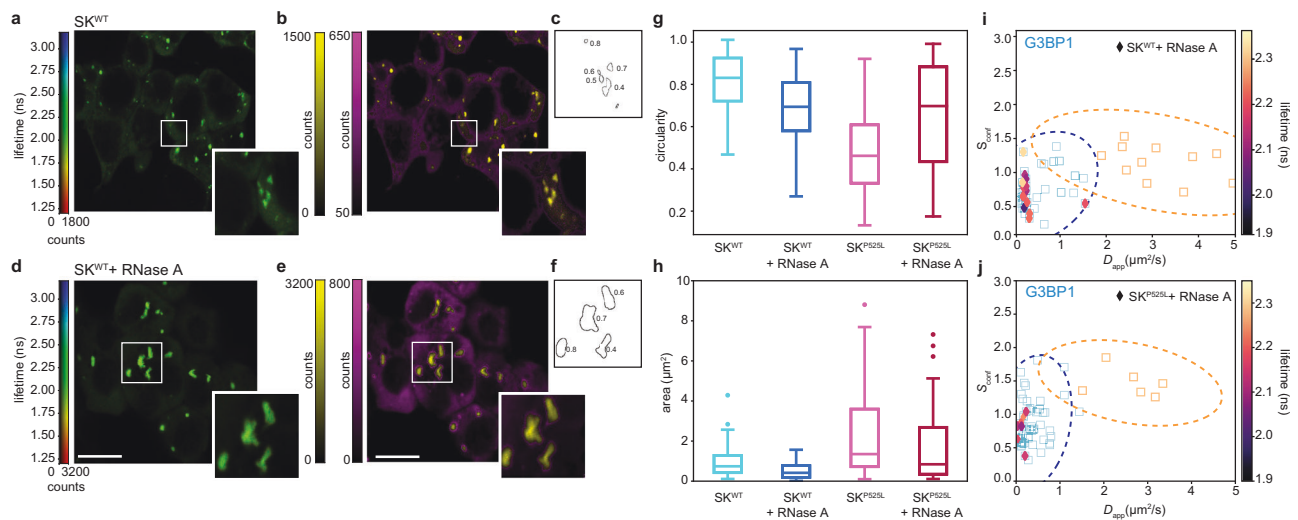 a SK^WT
3.20
2.75
2.50
2.25
2.00
1.75
1.50
1.25
lifetime (ns)
0 1800
counts
b
1500
0
counts
650
50
counts
c
0.8
0.7
0.6
0.5
0.4
d SK^WT+ RNase A
3.20
2.75
2.50
2.25
2.00
1.75
1.50
1.25
lifetime (ns)
0 3200
counts
e
3200
0
counts
800
0
counts
f
0.6
0.7
0.8
0.4
g
1.0
0.8
0.6
0.4
0.2
circularity
SK^WT SK^WT SK^P525L SK^P525L
+ RNase A + RNase A
h
8
6
4
2
0
area (µm²)
SK^WT SK^WT SK^P525L SK^P525L
+ RNase A + RNase A
i
G3BP1
SK^WT+ RNase A
3.0
2.5
2.0
1.5
1.0
0.5
0.0
S_conf
0 1 2 3 4 5
D_app(µm²/s)
2.3
2.2
2.1
2.0
1.9
lifetime (ns)
j
G3BP1
SK^P525L+ RNase A
3.0
2.5
2.0
1.5
1.0
0.5
0.0
S_conf
0 1 2 3 4 5
D_app(µm²/s)
2.3
2.2
2.1
2.0
1.9
lifetime (ns)